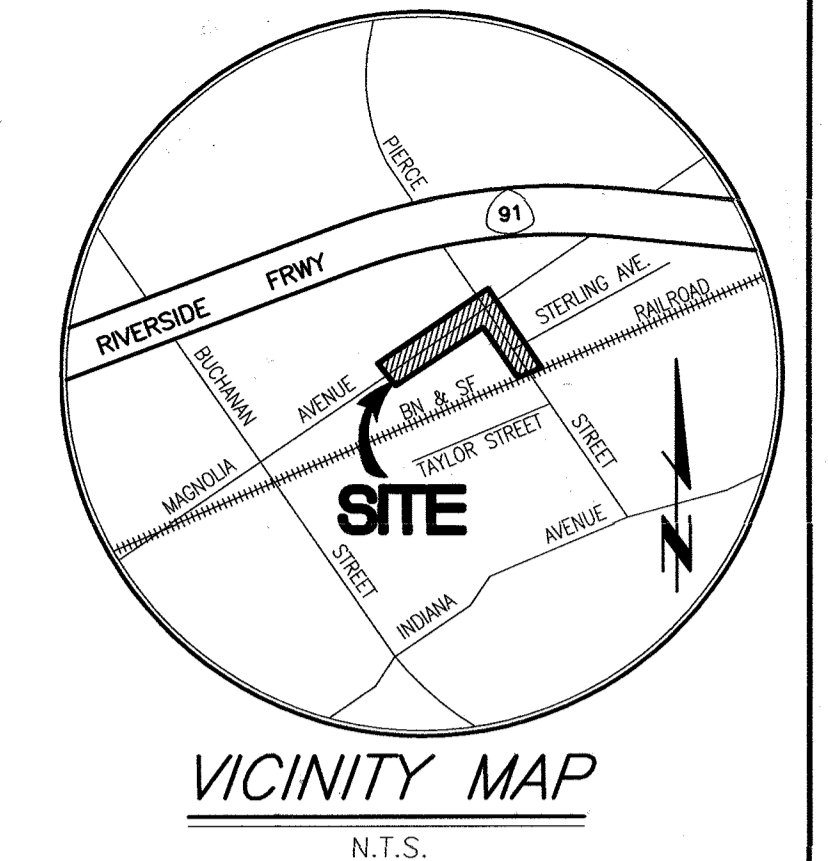 PIERCE
91
RIVERSIDE FRWY
STERLING AVE.
RAILROAD
BUCHANAN
AVENUE
BN & SF
MAGNOLIA
TAYLOR STREET
STREET
SITE
STREET
AVENUE
INDIANA
N
VICINITY MAP
N.T.S.